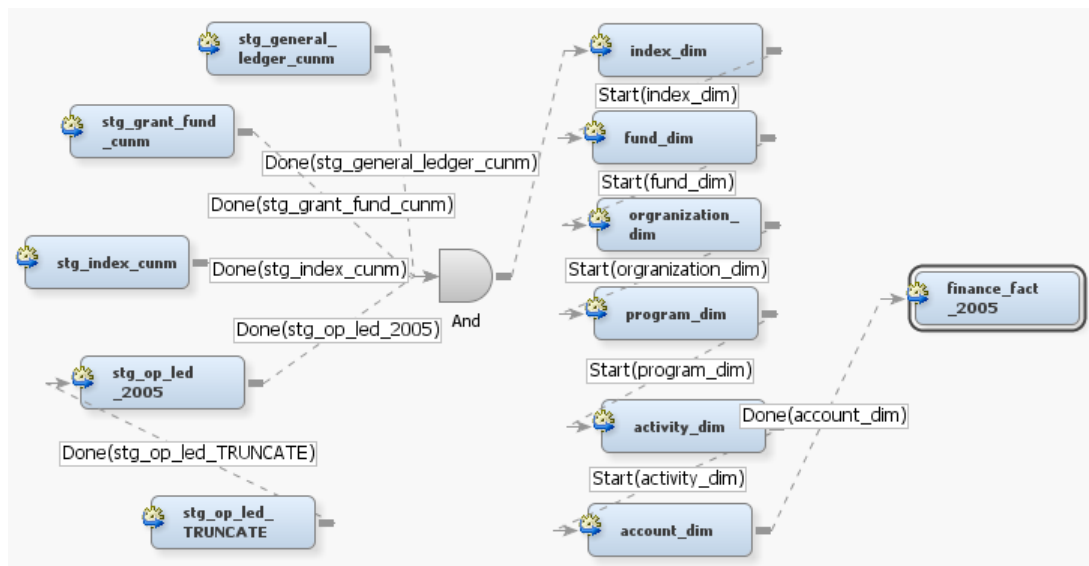 stg_general_
ledger_cunm
stg_grant_fund
_cunm
Done(stg_general_ledger_cunm)
Done(stg_grant_fund_cunm)
stg_index_cunm
Done(stg_index_cunm)
And
Done(stg_op_led_2005)
stg_op_led
_2005
Done(stg_op_led_TRUNCATE)
stg_op_led_
TRUNCATE
index_dim
Start(index_dim)
fund_dim
Start(fund_dim)
orgranization_
dim
Start(orgranization_dim)
program_dim
Start(program_dim)
activity_dim
Start(activity_dim)
account_dim
Done(account_dim)
finance_fact
_2005